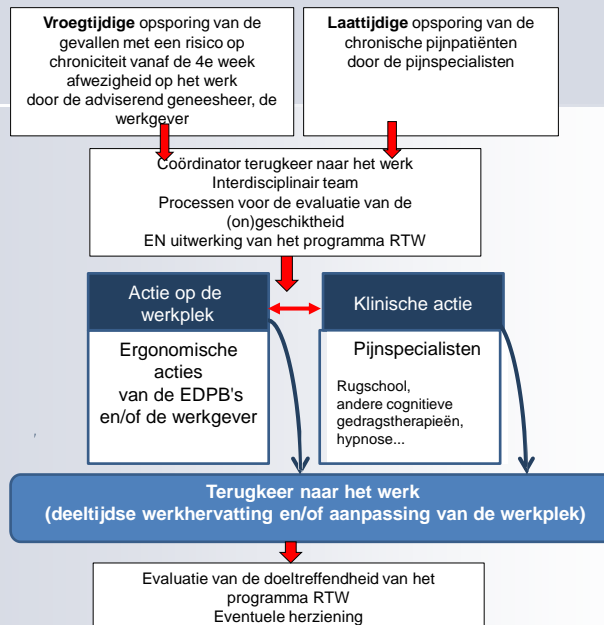 Vroegtijdige opsporing van de
gevallen met een risico op
chroniciteit vanaf de 4e week
afwezigheid op het werk
door de adviserend geneesheer, de
werkgever
Laattijdige opsporing van de
chronische pijnpatiënten
door de pijnspecialisten
Coördinator terugkeer naar het werk
Interdisciplinair team
Processen voor de evaluatie van de
(on)geschiktheid
EN uitwerking van het programma RTW
Actie op de
werkplek
Klinische actie
Ergonomische
acties
van de EDPB's
en/of de werkgever
Pijnspecialisten
Rugschool,
andere cognitieve
gedragstherapieën,
hypnose...
,
Terugkeer naar het werk
(deeltijdse werkhervatting en/of aanpassing van de werkplek)
Evaluatie van de doeltreffendheid van het
programma RTW
Eventuele herziening